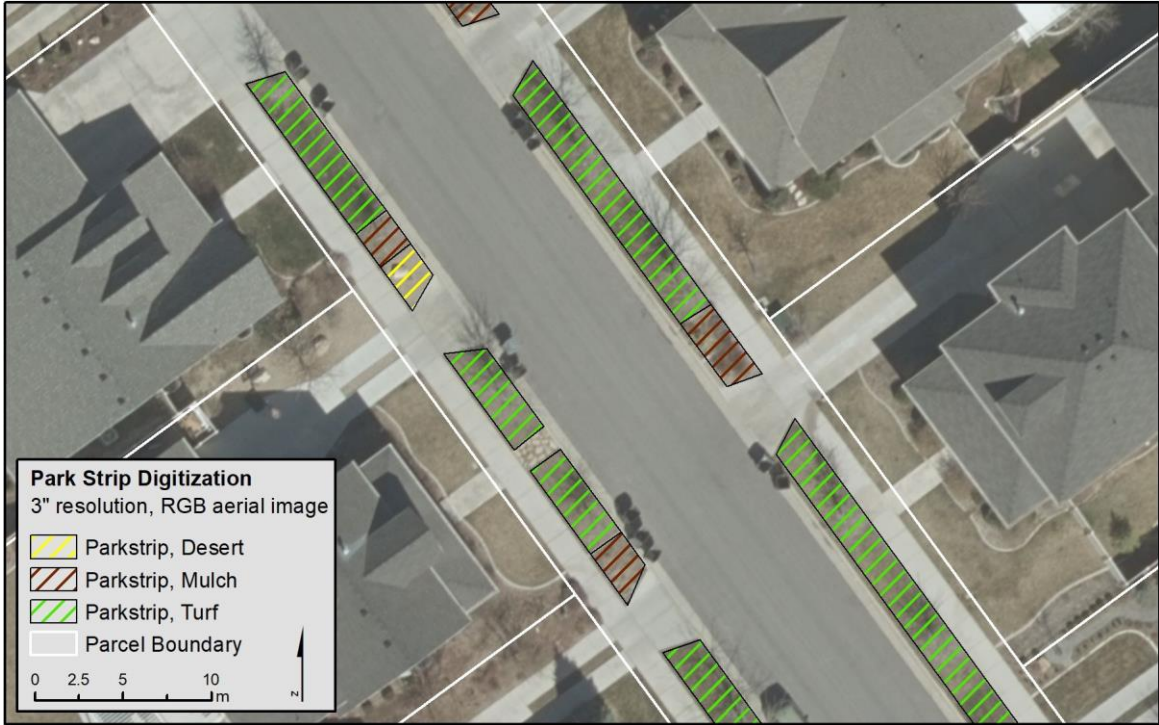 Park Strip Digitization
3" resolution, RGB aerial image
Parkstrip, Desert
Parkstrip, Mulch
Parkstrip, Turf
Parcel Boundary
0 2.5 5 10
m
z